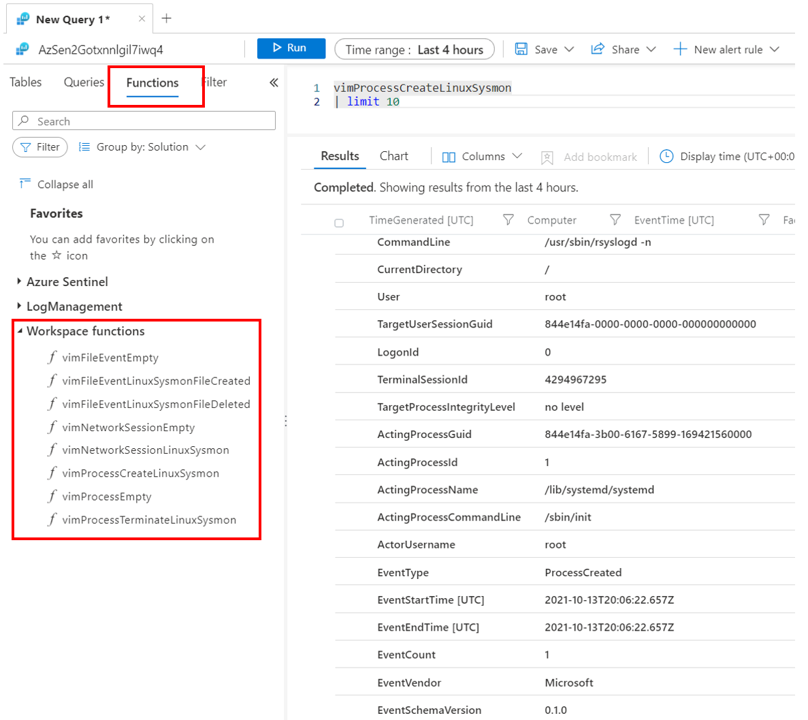 New Query 1*
AzSen2Gotxnnlgil7iwq4
Run
Time range : Last 4 hours
Save
Share
New alert rule
Tables Queries Functions Filter
Search
Filter
Group by: Solution
Collapse all
Favorites
You can add favorites by clicking on
the ☆ icon
Azure Sentinel
LogManagement
Workspace functions
f vimFileEventEmpty
f vimFileEventLinuxSysmonFileCreated
f vimFileEventLinuxSysmonFileDeleted
f vimNetworkSessionEmpty
f vimNetworkSessionLinuxSysmon
f vimProcessCreateLinuxSysmon
f vimProcessEmpty
f vimProcessTerminateLinuxSysmon
1 vimProcessCreateLinuxSysmon
2 | limit 10
Results Chart Columns Add bookmark Display time (UTC+00:0
Completed. Showing results from the last 4 hours.
TimeGenerated [UTC] Computer EventTime [UTC] Fa
CommandLine /usr/sbin/rsyslogd -n
CurrentDirectory /
User root
TargetUserSessionGuid 844e14fa-0000-0000-0000-000000000000
LogonId 0
TerminalSessionId 4294967295
TargetProcessIntegrityLevel no level
ActingProcessGuid 844e14fa-3b00-6167-5899-169421560000
ActingProcessId 1
ActingProcessName /lib/systemd/systemd
ActingProcessCommandLine /sbin/init
ActorUsername root
EventType ProcessCreated
EventStartTime [UTC] 2021-10-13T20:06:22.657Z
EventEndTime [UTC] 2021-10-13T20:06:22.657Z
EventCount 1
EventVendor Microsoft
EventSchemaVersion 0.1.0